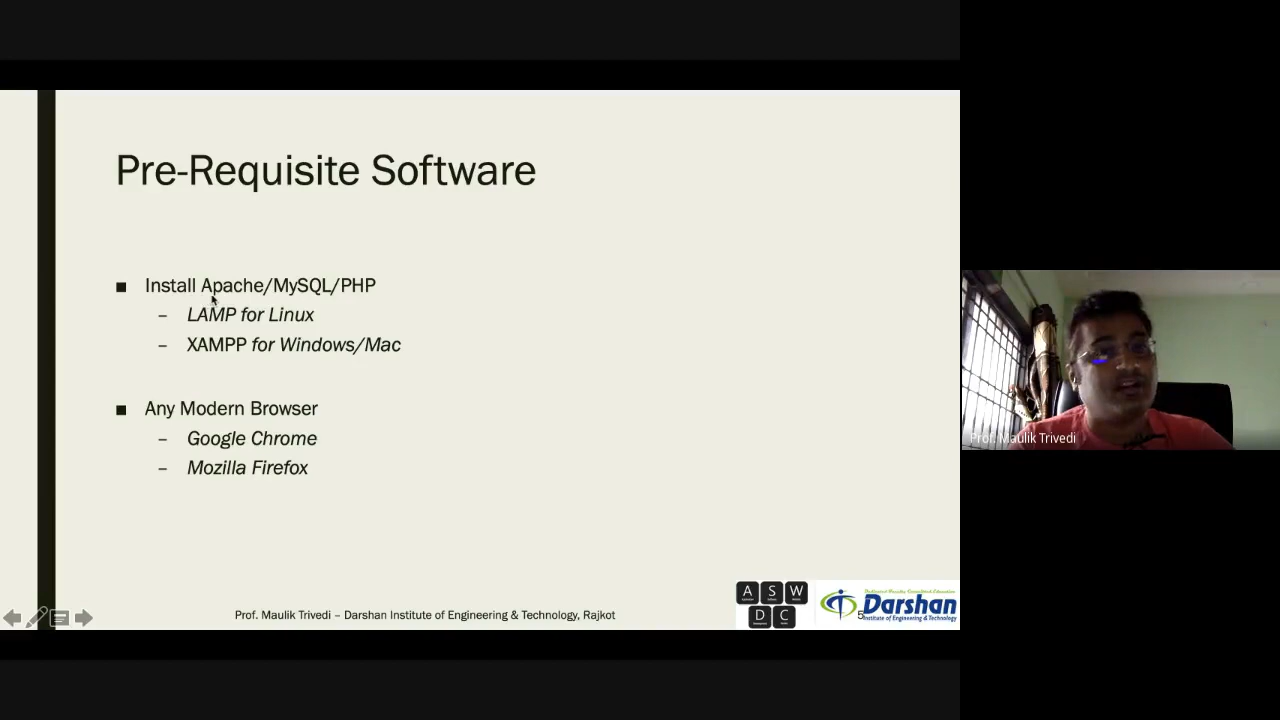 Pre-Requisite Software
■ Install Apache/MySQL/PHP
– LAMP for Linux
– XAMPP for Windows/Mac
■ Any Modern Browser
– Google Chrome
– Mozilla Firefox
Prof. Maulik Trivedi
A S W
D C
Darshan
Institute of Engineering & Technology
5
Prof. Maulik Trivedi – Darshan Institute of Engineering & Technology, Rajkot